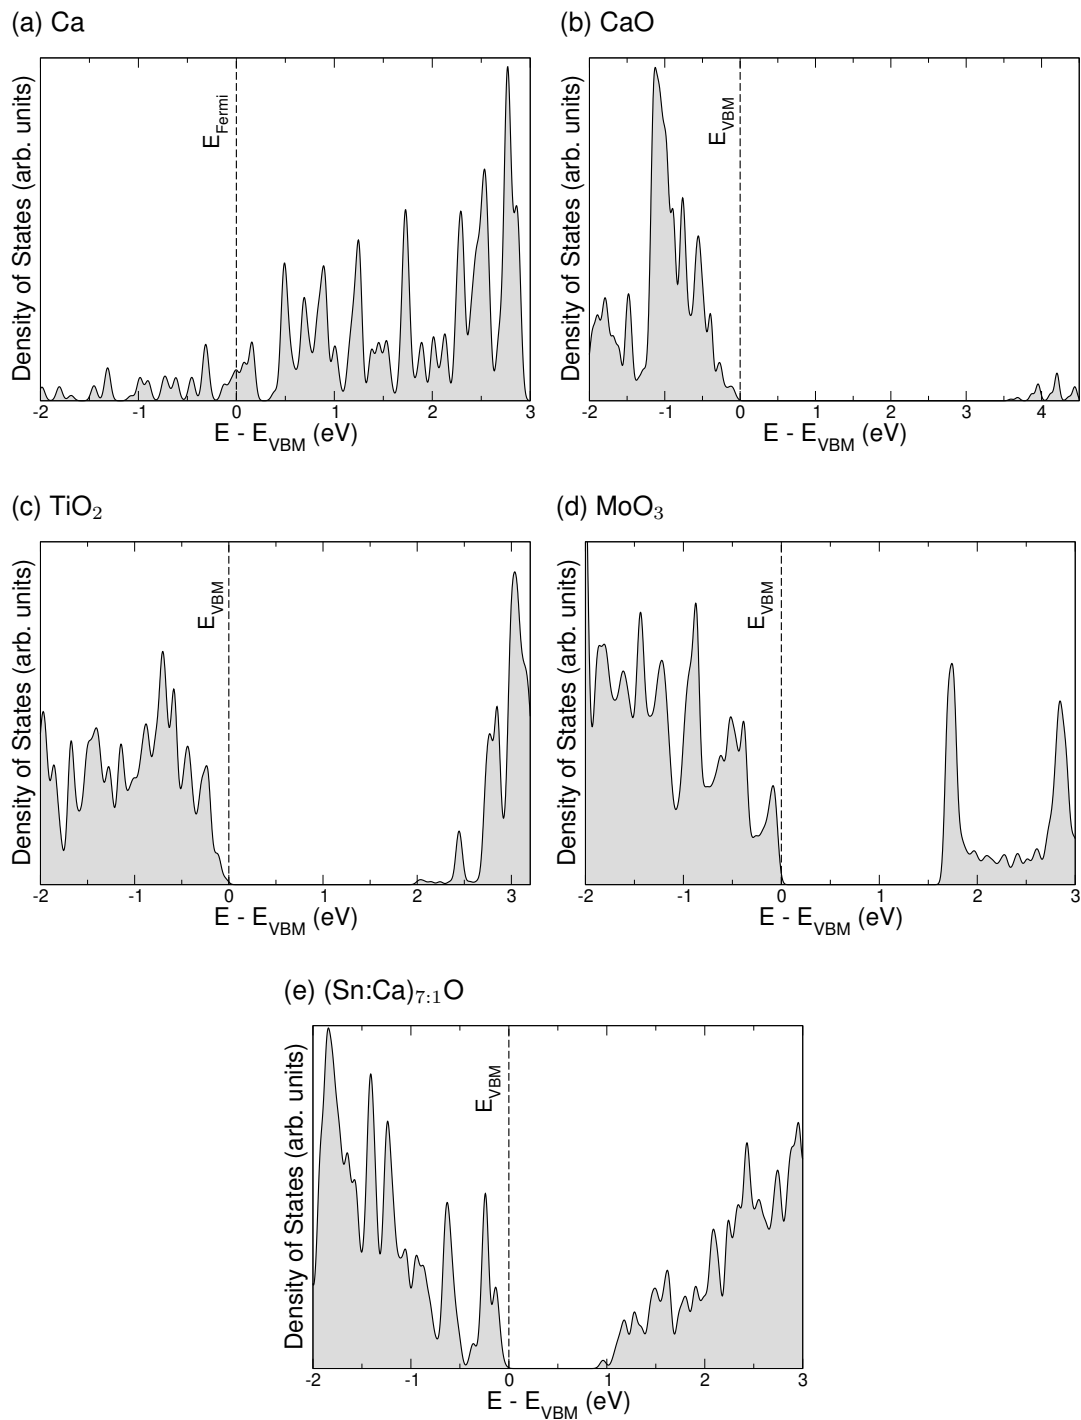 (a) Ca
Density of States (arb. units)
E_Fermi
-2 -1 0 1 2 3
E - E_VBM (eV)
(b) CaO
Density of States (arb. units)
E_VBM
-2 -1 0 1 2 3 4
E - E_VBM (eV)
(c) TiO₂
Density of States (arb. units)
E_VBM
-2 -1 0 1 2 3
E - E_VBM (eV)
(d) MoO₃
Density of States (arb. units)
E_VBM
-2 -1 0 1 2 3
E - E_VBM (eV)
(e) (Sn:Ca)₇:₁O
Density of States (arb. units)
E_VBM
-2 -1 0 1 2 3
E - E_VBM (eV)